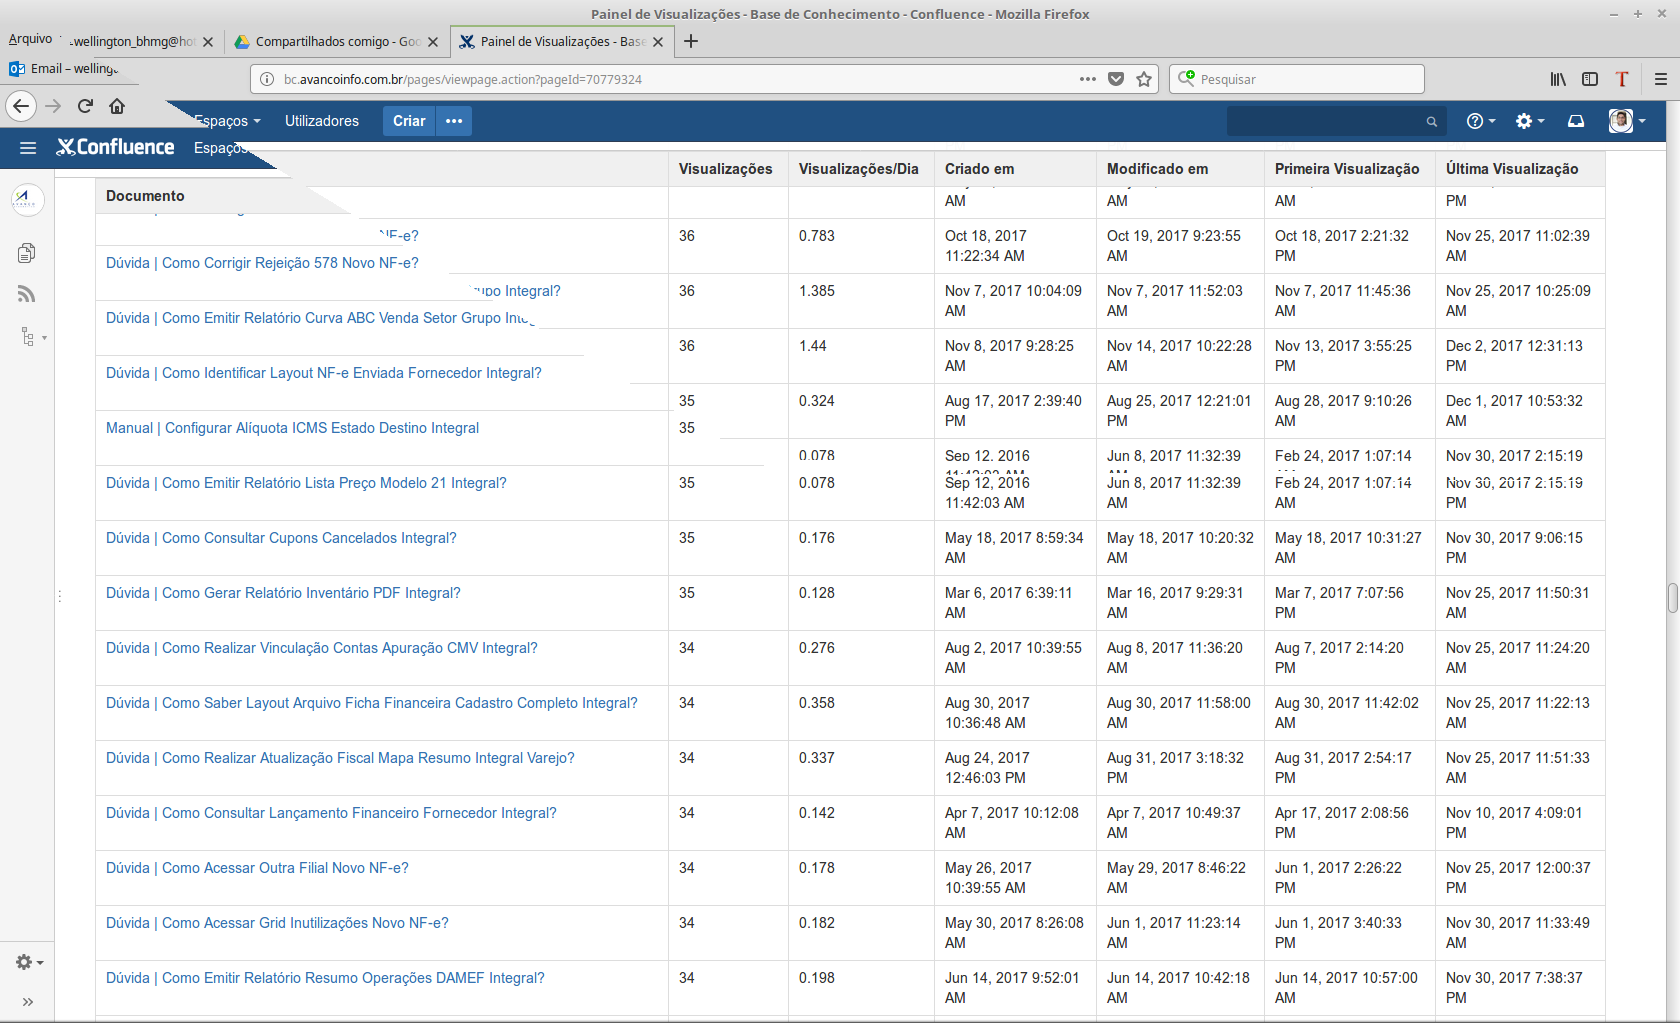 Painel de Visualizações - Base de Conhecimento - Confluence - Mozilla Firefox
Arquivo wellington_bhmg@ho Compartilhados comigo - Goo Painel de Visualizações - Base
Email – welling
bc.avancoinfo.com.br/pages/viewpage.action?pageId=70779324 Pesquisar
Espaços Utilizadores Criar
Confluence Espaços
Documento Visualizações Visualizações/Dia Criado em Modificado em Primeira Visualização Última Visualização
AM AM AM PM
NF-e? 36 0.783 Oct 18, 2017 Oct 19, 2017 9:23:55 Oct 18, 2017 2:21:32 Nov 25, 2017 11:02:39
11:22:34 AM AM PM AM
Dúvida | Como Corrigir Rejeição 578 Novo NF-e?
Grupo Integral? 36 1.385 Nov 7, 2017 10:04:09 Nov 7, 2017 11:52:03 Nov 7, 2017 11:45:36 Nov 25, 2017 10:25:09
AM AM AM AM
Dúvida | Como Emitir Relatório Curva ABC Venda Setor Grupo
36 1.44 Nov 8, 2017 9:28:25 Nov 14, 2017 10:22:28 Nov 13, 2017 3:55:25 Dec 2, 2017 12:31:13
AM AM PM PM
Dúvida | Como Identificar Layout NF-e Enviada Fornecedor Integral?
35 0.324 Aug 17, 2017 2:39:40 Aug 25, 2017 12:21:01 Aug 28, 2017 9:10:26 Dec 1, 2017 10:53:32
PM PM AM AM
Manual | Configurar Alíquota ICMS Estado Destino Integral 35
0.078 Sep 12, 2016 Jun 8, 2017 11:32:39 Feb 24, 2017 1:07:14 Nov 30, 2017 2:15:19
11:42:03 AM AM
Dúvida | Como Emitir Relatório Lista Preço Modelo 21 Integral? 35 0.078 Sep 12, 2016 Jun 8, 2017 11:32:39 Feb 24, 2017 1:07:14 Nov 30, 2017 2:15:19
11:42:03 AM AM AM PM
Dúvida | Como Consultar Cupons Cancelados Integral? 35 0.176 May 18, 2017 8:59:34 May 18, 2017 10:20:32 May 18, 2017 10:31:27 Nov 30, 2017 9:06:15
AM AM AM PM
Dúvida | Como Gerar Relatório Inventário PDF Integral? 35 0.128 Mar 6, 2017 6:39:11 Mar 16, 2017 9:29:31 Mar 7, 2017 7:07:56 Nov 25, 2017 11:50:31
AM AM PM AM
Dúvida | Como Realizar Vinculação Contas Apuração CMV Integral? 34 0.276 Aug 2, 2017 10:39:55 Aug 8, 2017 11:36:20 Aug 7, 2017 2:14:20 Nov 25, 2017 11:24:20
AM AM PM AM
Dúvida | Como Saber Layout Arquivo Ficha Financeira Cadastro Completo Integral? 34 0.358 Aug 30, 2017 Aug 30, 2017 11:58:00 Aug 30, 2017 11:42:02 Nov 25, 2017 11:22:13
10:36:48 AM AM AM AM
Dúvida | Como Realizar Atualização Fiscal Mapa Resumo Integral Varejo? 34 0.337 Aug 24, 2017 Aug 31, 2017 3:18:32 Aug 31, 2017 2:54:17 Nov 25, 2017 11:51:33
12:46:03 PM PM PM AM
Dúvida | Como Consultar Lançamento Financeiro Fornecedor Integral? 34 0.142 Apr 7, 2017 10:12:08 Apr 7, 2017 10:49:37 Apr 17, 2017 2:08:56 Nov 10, 2017 4:09:01
AM AM PM PM
Dúvida | Como Acessar Outra Filial Novo NF-e? 34 0.178 May 26, 2017 May 29, 2017 8:46:22 Jun 1, 2017 2:26:22 Nov 25, 2017 12:00:37
10:39:55 AM AM PM PM
Dúvida | Como Acessar Grid Inutilizações Novo NF-e? 34 0.182 May 30, 2017 8:26:08 Jun 1, 2017 11:23:14 Jun 1, 2017 3:40:33 Nov 30, 2017 11:33:49
AM AM PM AM
Dúvida | Como Emitir Relatório Resumo Operações DAMEF Integral? 34 0.198 Jun 14, 2017 9:52:01 Jun 14, 2017 10:42:18 Jun 14, 2017 10:57:00 Nov 30, 2017 7:38:37
AM AM AM PM